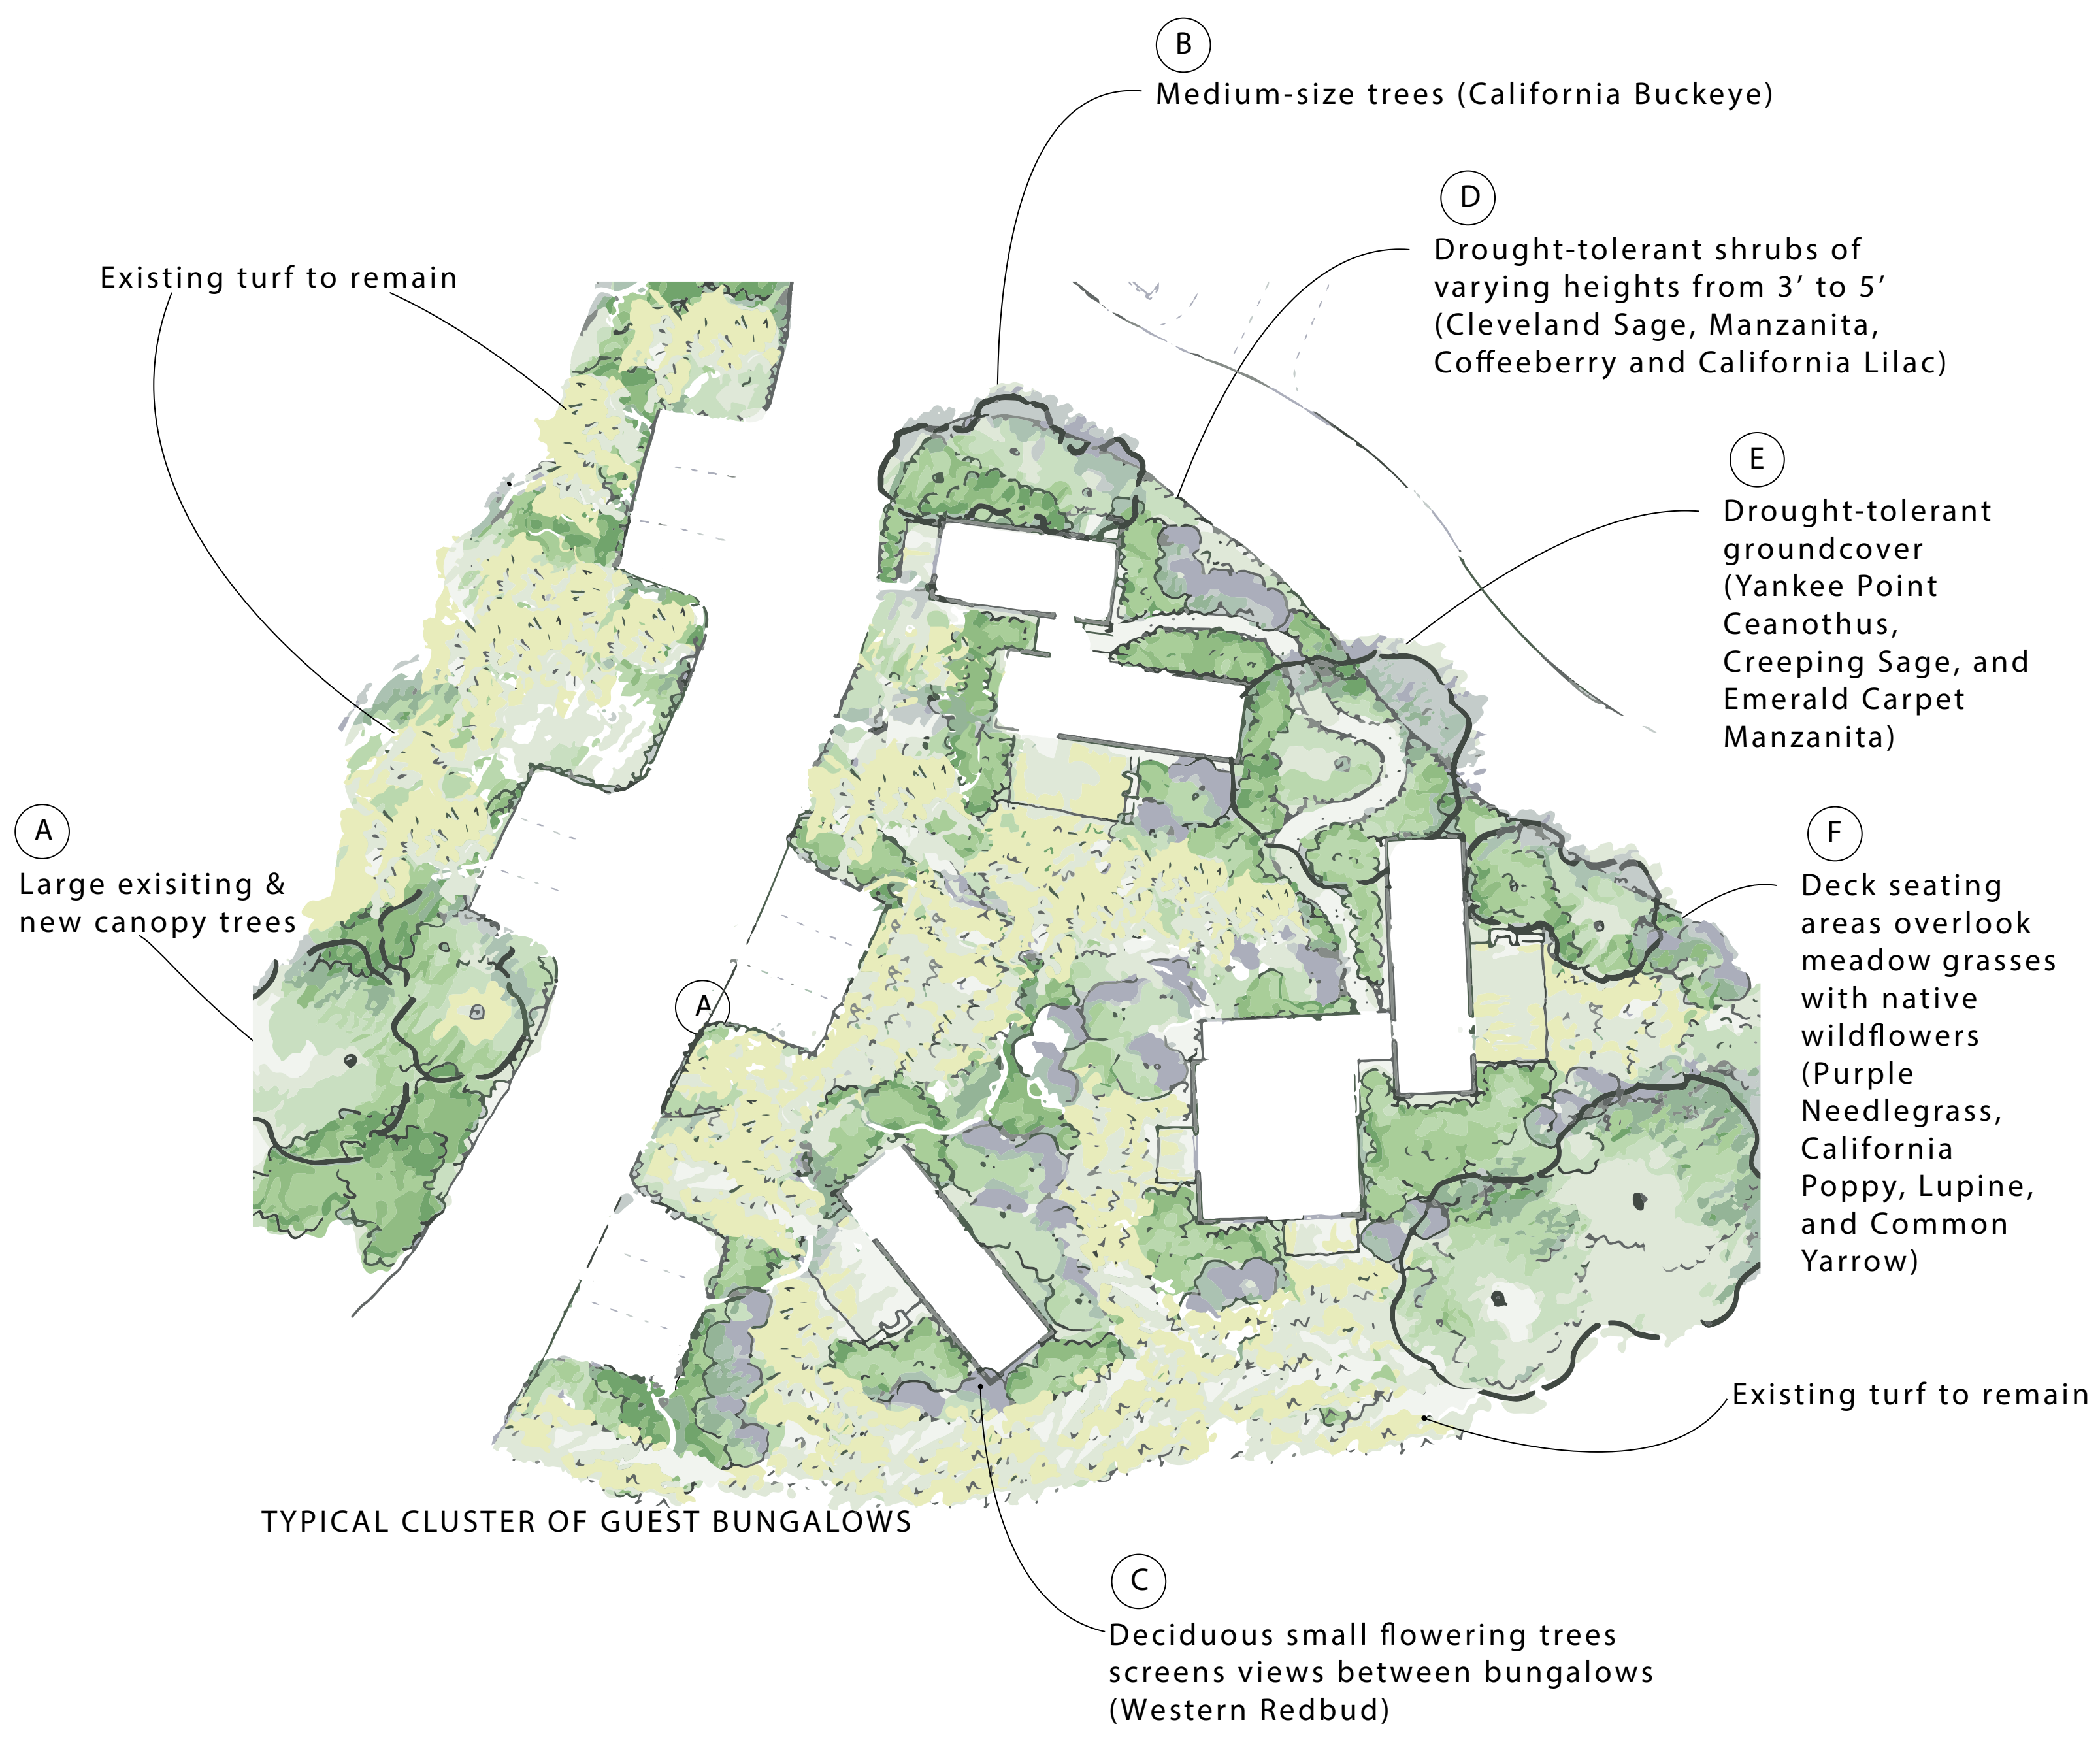 B
Medium-size trees (California Buckeye)
D
Drought-tolerant shrubs of
varying heights from 3’ to 5’
(Cleveland Sage, Manzanita,
Coffeeberry and California Lilac)
Existing turf to remain
E
Drought-tolerant
groundcover
(Yankee Point
Ceanothus,
Creeping Sage, and
Emerald Carpet
Manzanita)
A
Large exisiting &
new canopy trees
F
Deck seating
areas overlook
meadow grasses
with native
wildflowers
(Purple
Needlegrass,
California
Poppy, Lupine,
and Common
Yarrow)
A
Existing turf to remain
TYPICAL CLUSTER OF GUEST BUNGALOWS
C
Deciduous small flowering trees
screens views between bungalows
(Western Redbud)